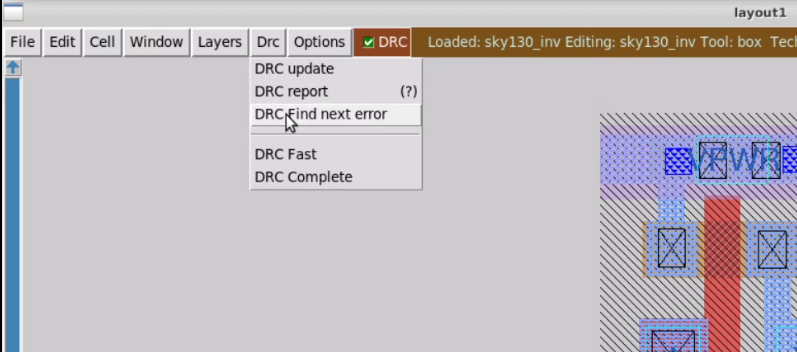 layout1
File Edit Cell Window Layers Drc Options DRC Loaded: sky130_inv Editing: sky130_inv Tool: box Tech
DRC update
DRC report (?)
DRC Find next error
DRC Fast
DRC Complete
VPWR